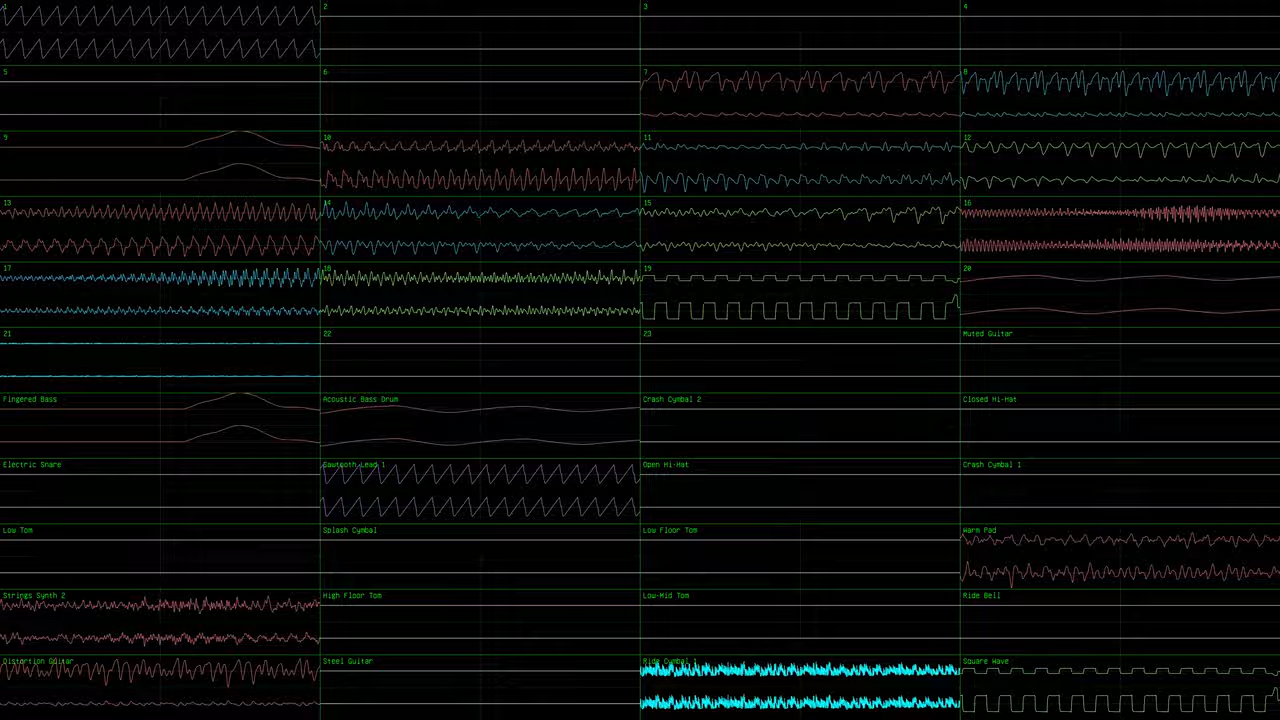 1 2 3 4
5 6 7 8
9 10 11 12
13 14 15 16
17 18 19 20
21 22 23 Muted Guitar
Fingered Bass Acoustic Bass Drum Crash Cymbal 2 Closed Hi-Hat
Electric Snare Sawtooth Lead 1 Open Hi-Hat Crash Cymbal 1
Low Tom Splash Cymbal Low Floor Tom Warm Pad
Strings Synth 2 High Floor Tom Low-Mid Tom Ride Bell
Distortion Guitar Steel Guitar Ride Cymbal 1 Square Wave